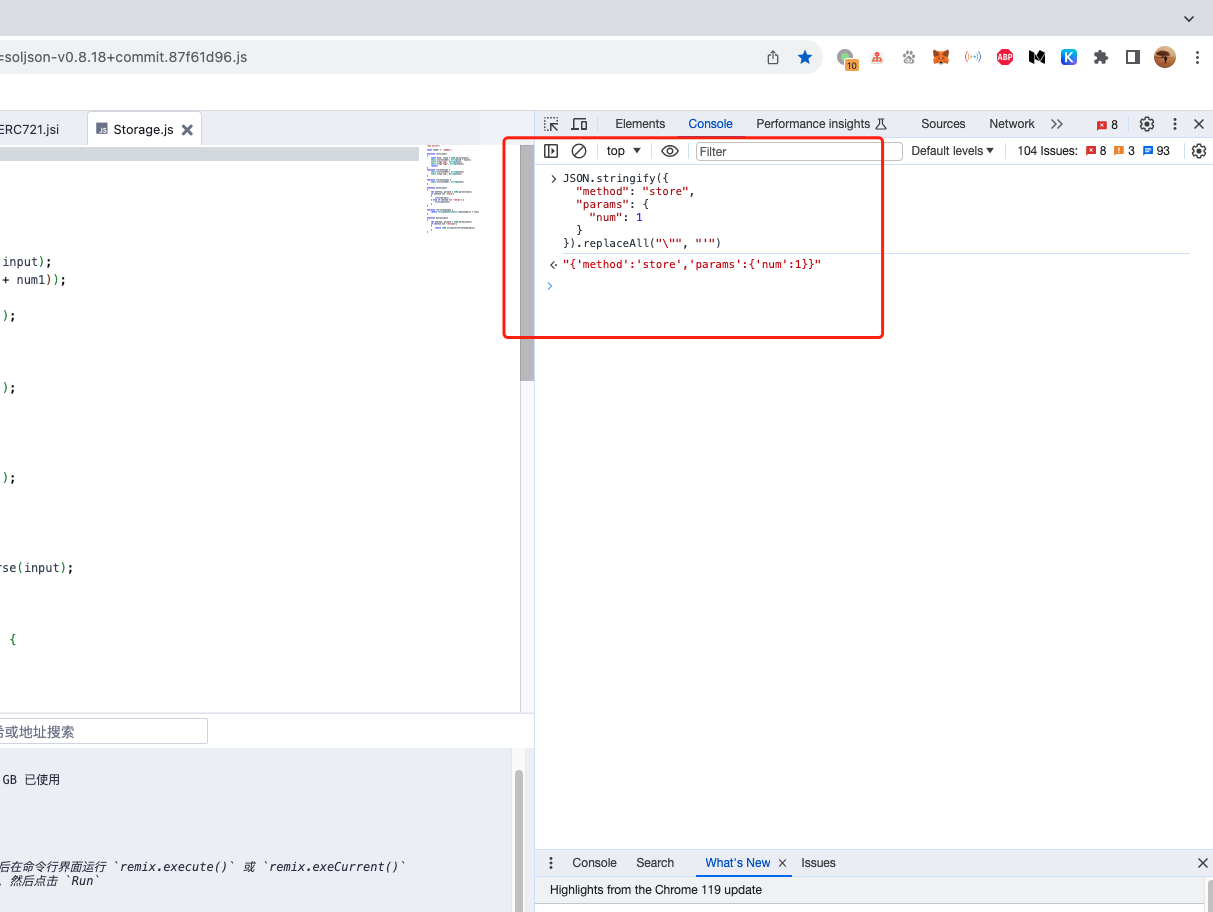 =soljson-v0.8.18+commit.87f61d96.js
10
ABP
K
ERC721.jsi
JS Storage.js
Elements Console Performance insights Sources Network 8
top Filter Default levels 104 Issues: 8 3 93
JSON.stringify({
"method": "store",
"params": {
"num": 1
}
}).replaceAll("\"", "'")
"{'method':'store','params':{'num':1}}"
input);
+ num1));
);
);
);
rse(input);
{
或地址搜索
GB 已使用
后在命令行界面运行 `remix.execute()` 或 `remix.exeCurrent()`
，然后点击 `Run`
Console Search What's New Issues
Highlights from the Chrome 119 update